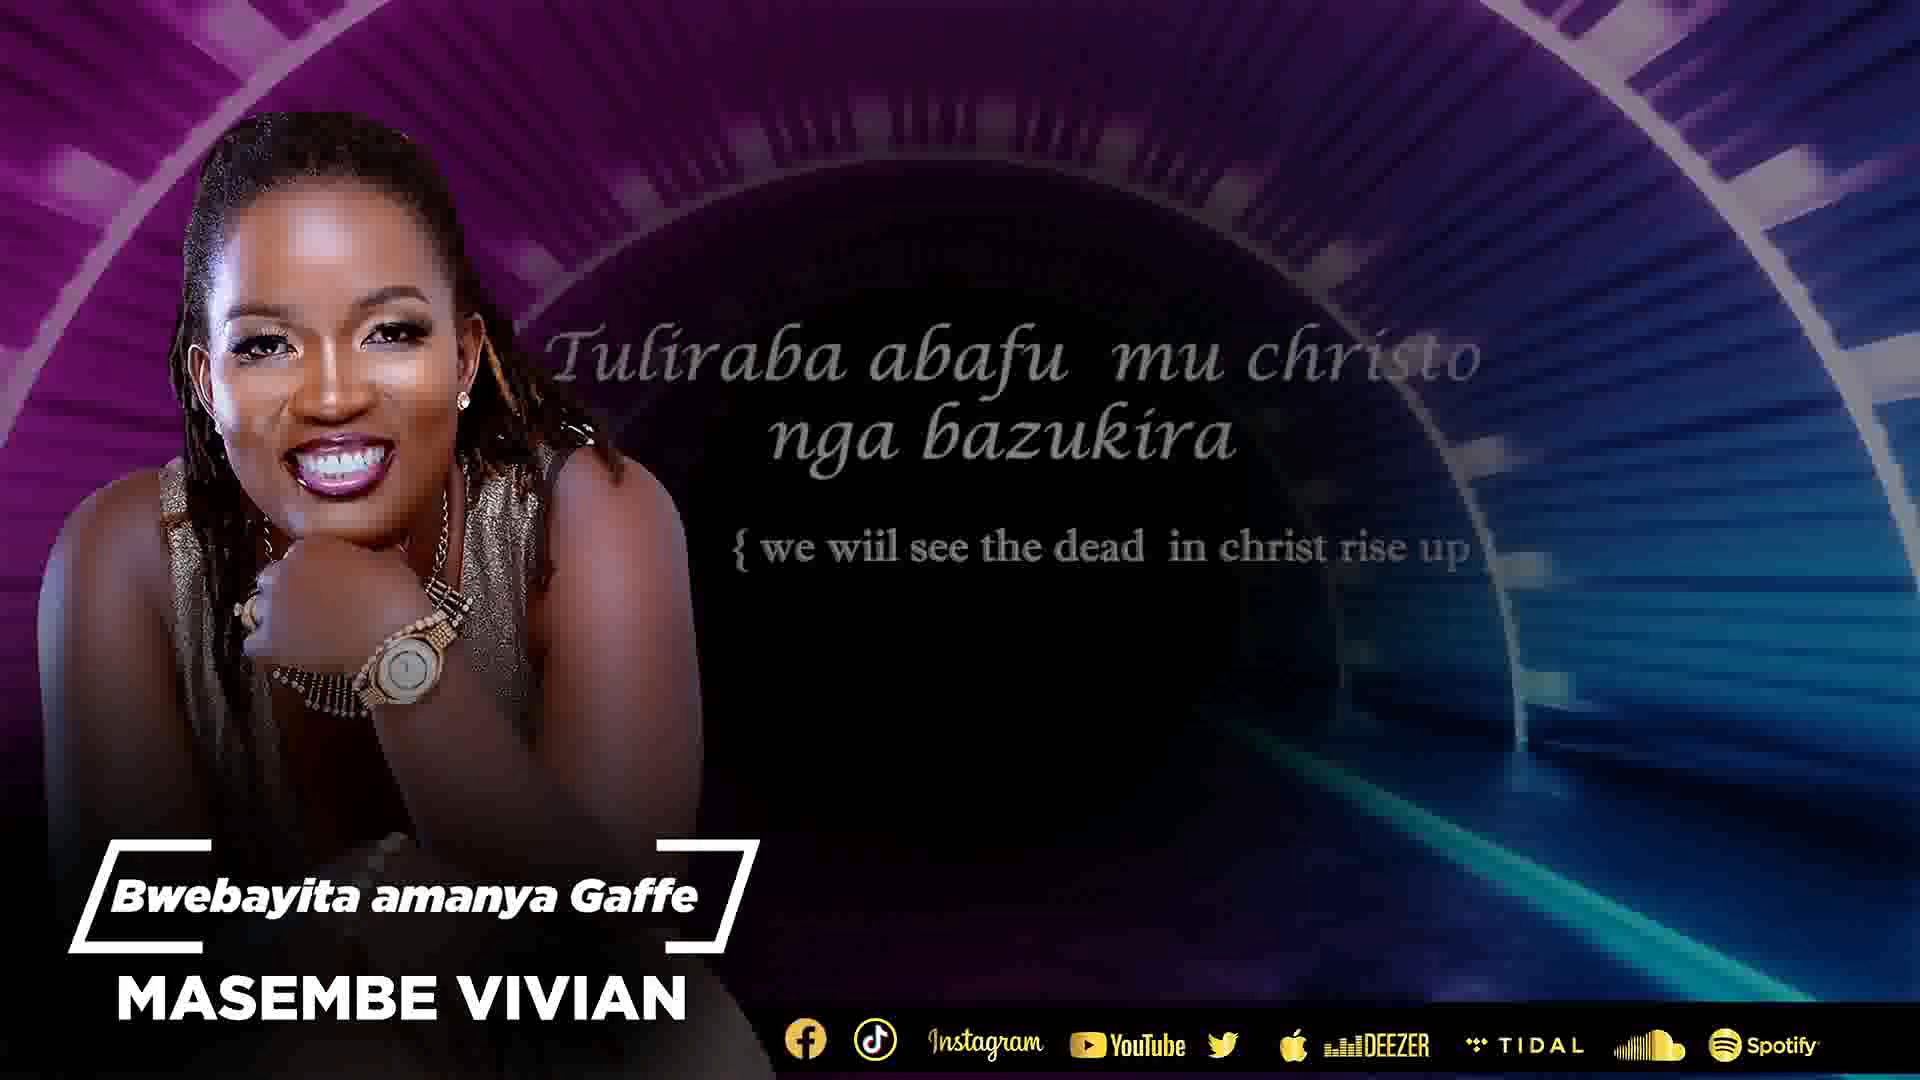 Tuliraba abafu mu christo
nga bazukira
{ we wiil see the dead in christ rise up
Bwebayita amanya Gaffe
MASEMBE VIVIAN
Instagram YouTube DEEZER TIDAL Spotify